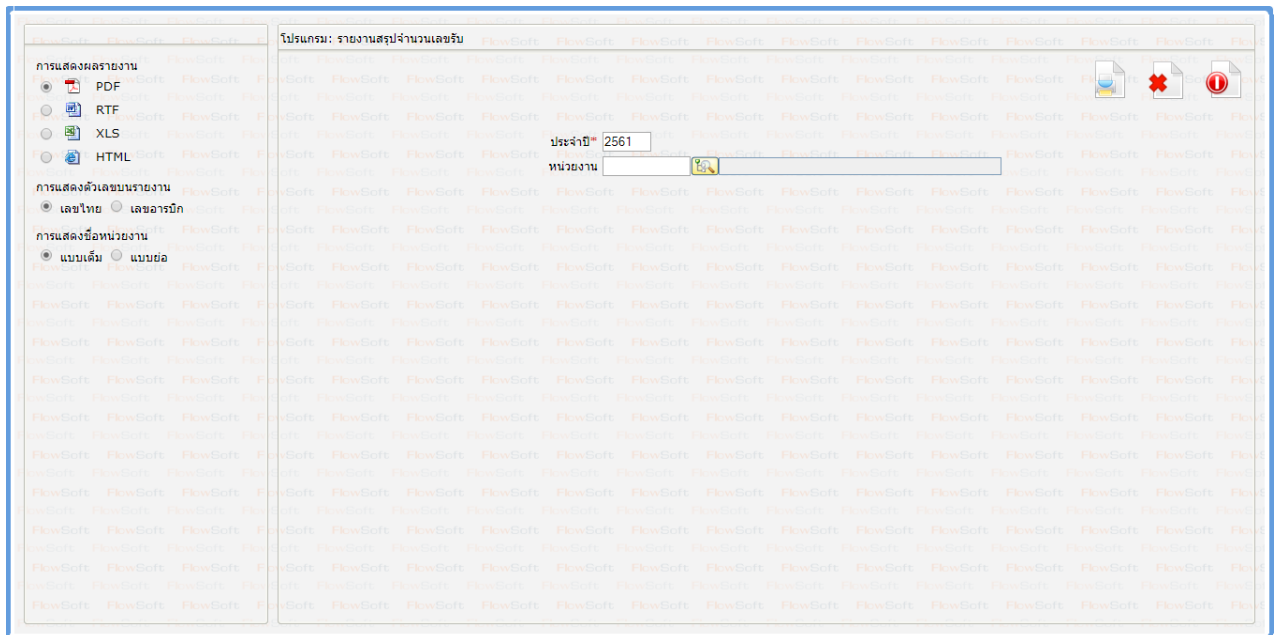 โปรแกรม: รายงานสรุปจำนวนเลขรับ
การแสดงผลรายงาน
PDF
RTF
XLS
HTML
การแสดงตัวเลขบนรายงาน
เลขไทย เลขอารบิก
การแสดงชื่อหน่วยงาน
แบบเต็ม แบบย่อ
ประจำปี* 2561
หน่วยงาน
FlowSoft